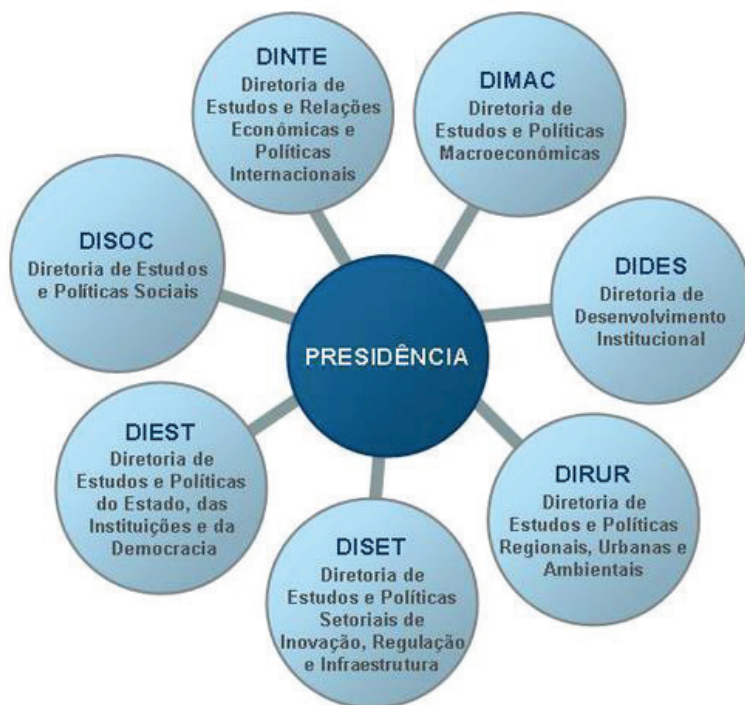 DINTE
Diretoria de
Estudos e Relações
Econômicas e
Políticas
Internacionais
DIMAC
Diretoria de
Estudos e Políticas
Macroeconômicas
DISOC
Diretoria de Estudos
e Políticas Sociais
DIDES
Diretoria de
Desenvolvimento
Institucional
PRESIDÊNCIA
DIEST
Diretoria de
Estudos e Políticas
do Estado, das
Instituições e da
Democracia
DIRUR
Diretoria de
Estudos e Políticas
Regionais, Urbanas e
Ambientais
DISET
Diretoria de
Estudos e Políticas
Setoriais de
Inovação, Regulação
e Infraestrutura